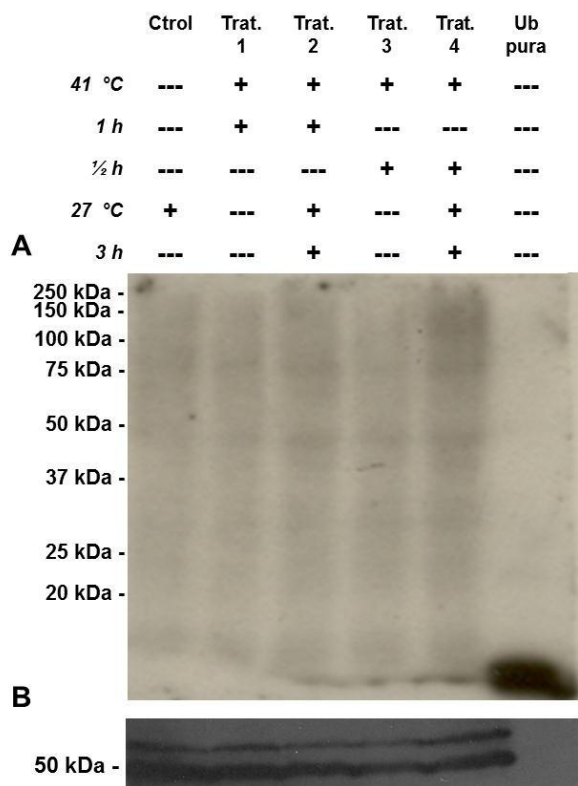 Ctrol Trat. 1 Trat. 2 Trat. 3 Trat. 4 Ub pura
41 °C --- + + + + ---
1 h --- + + --- --- ---
½ h --- --- --- + + ---
27 °C + --- + --- + ---
3 h --- --- + --- + ---
A
250 kDa -
150 kDa -
100 kDa -
75 kDa -
50 kDa -
37 kDa -
25 kDa -
20 kDa -
B
50 kDa -